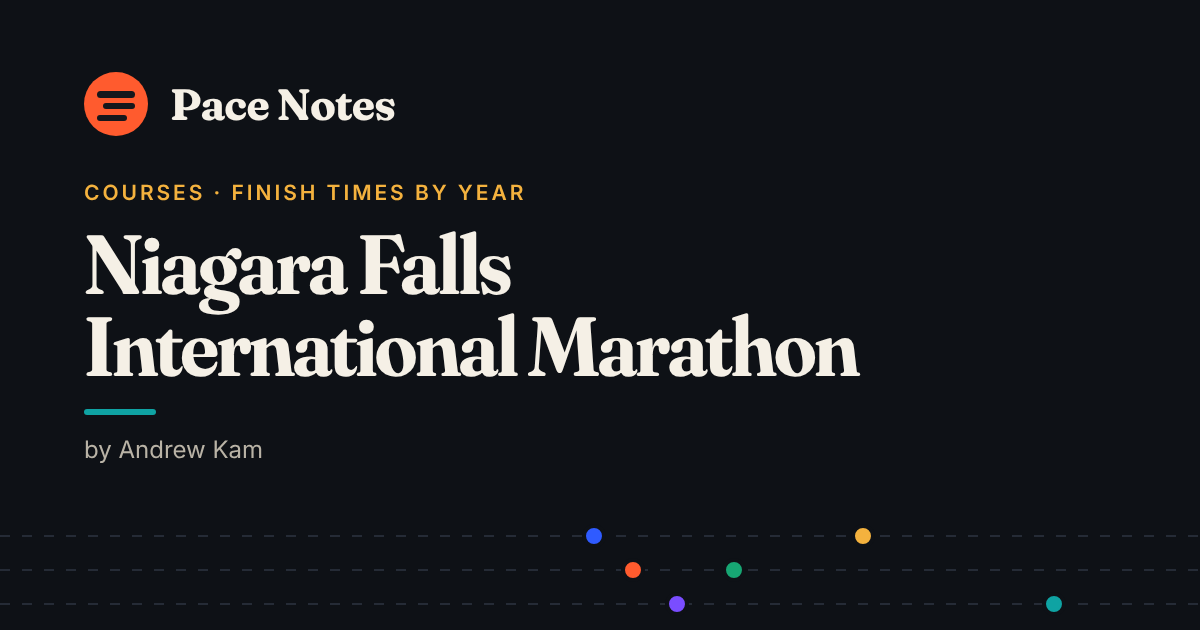 Pace Notes
COURSES · FINISH TIMES BY YEAR
Niagara Falls
International Marathon
by Andrew Kam